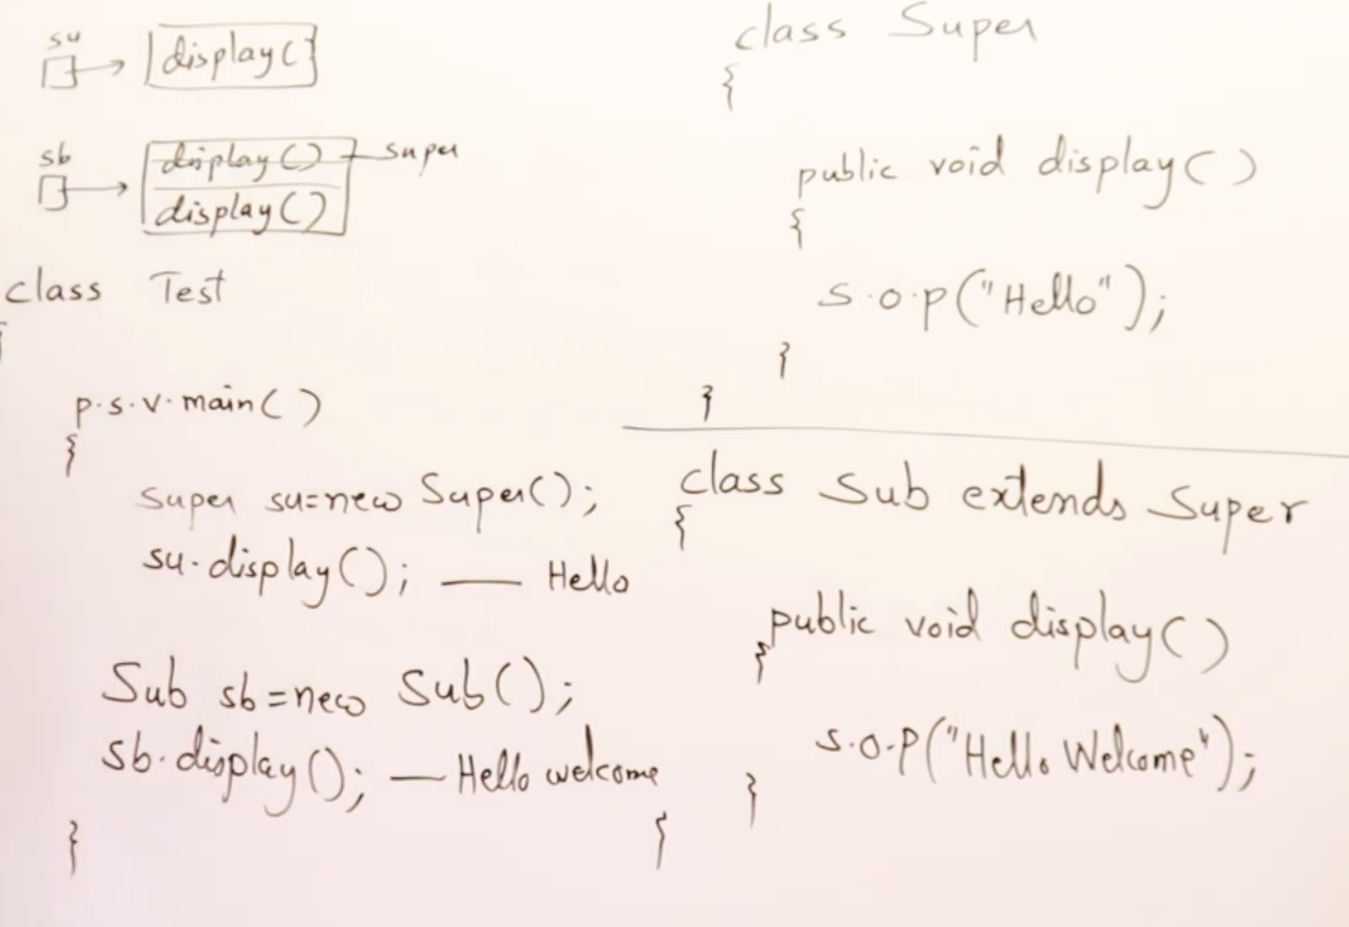 su
display()
sb
display() super
display()
class Test
{
p.s.v.main()
{
Super su=new Super();
su.display(); — Hello
Sub sb=new Sub();
sb.display(); — Hello welcome
}
class Super
{
public void display()
{
s.o.p("Hello");
}
}
class Sub extends Super
{
public void display()
{
s.o.p("Hello Welcome");
}
}